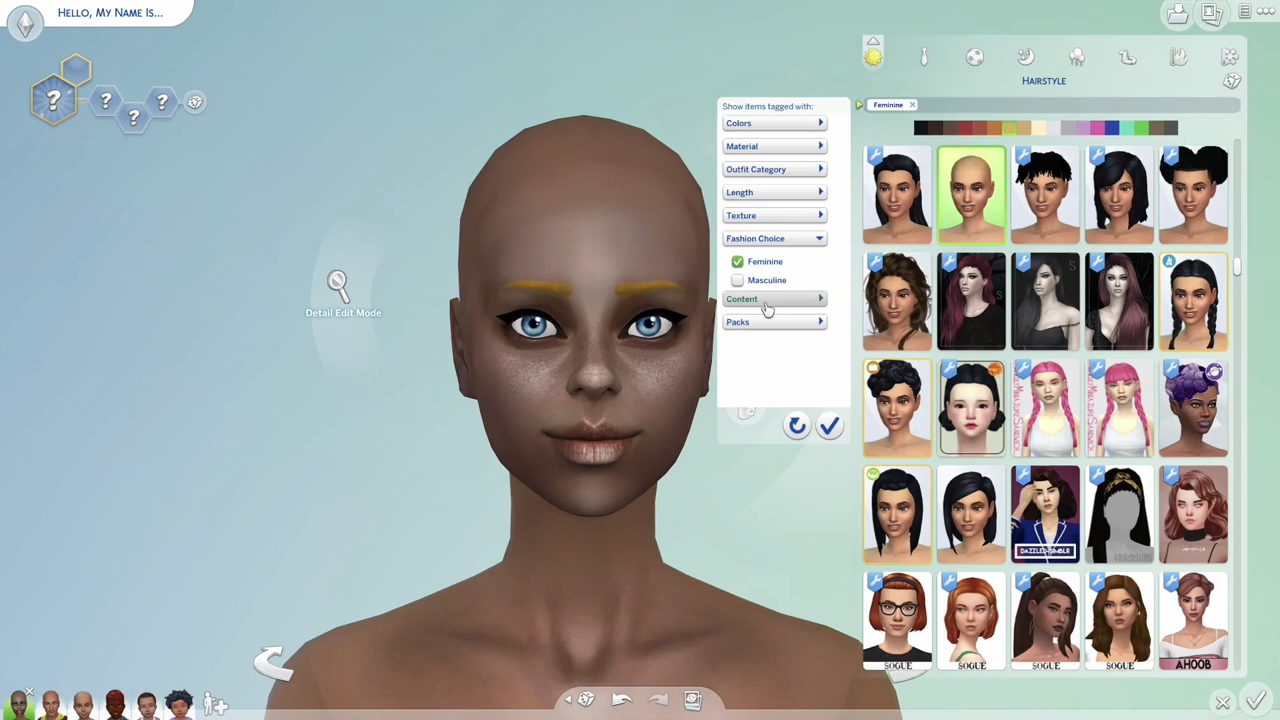 Hello, My Name Is...
Hairstyle
Show items tagged with:
Colors
Material
Outfit Category
Length
Texture
Fashion Choice
Feminine
Masculine
Content
Packs
Feminine
Detail Edit Mode
SOGUE
SOGUE
SOGUE
SOGUE
AHOOB